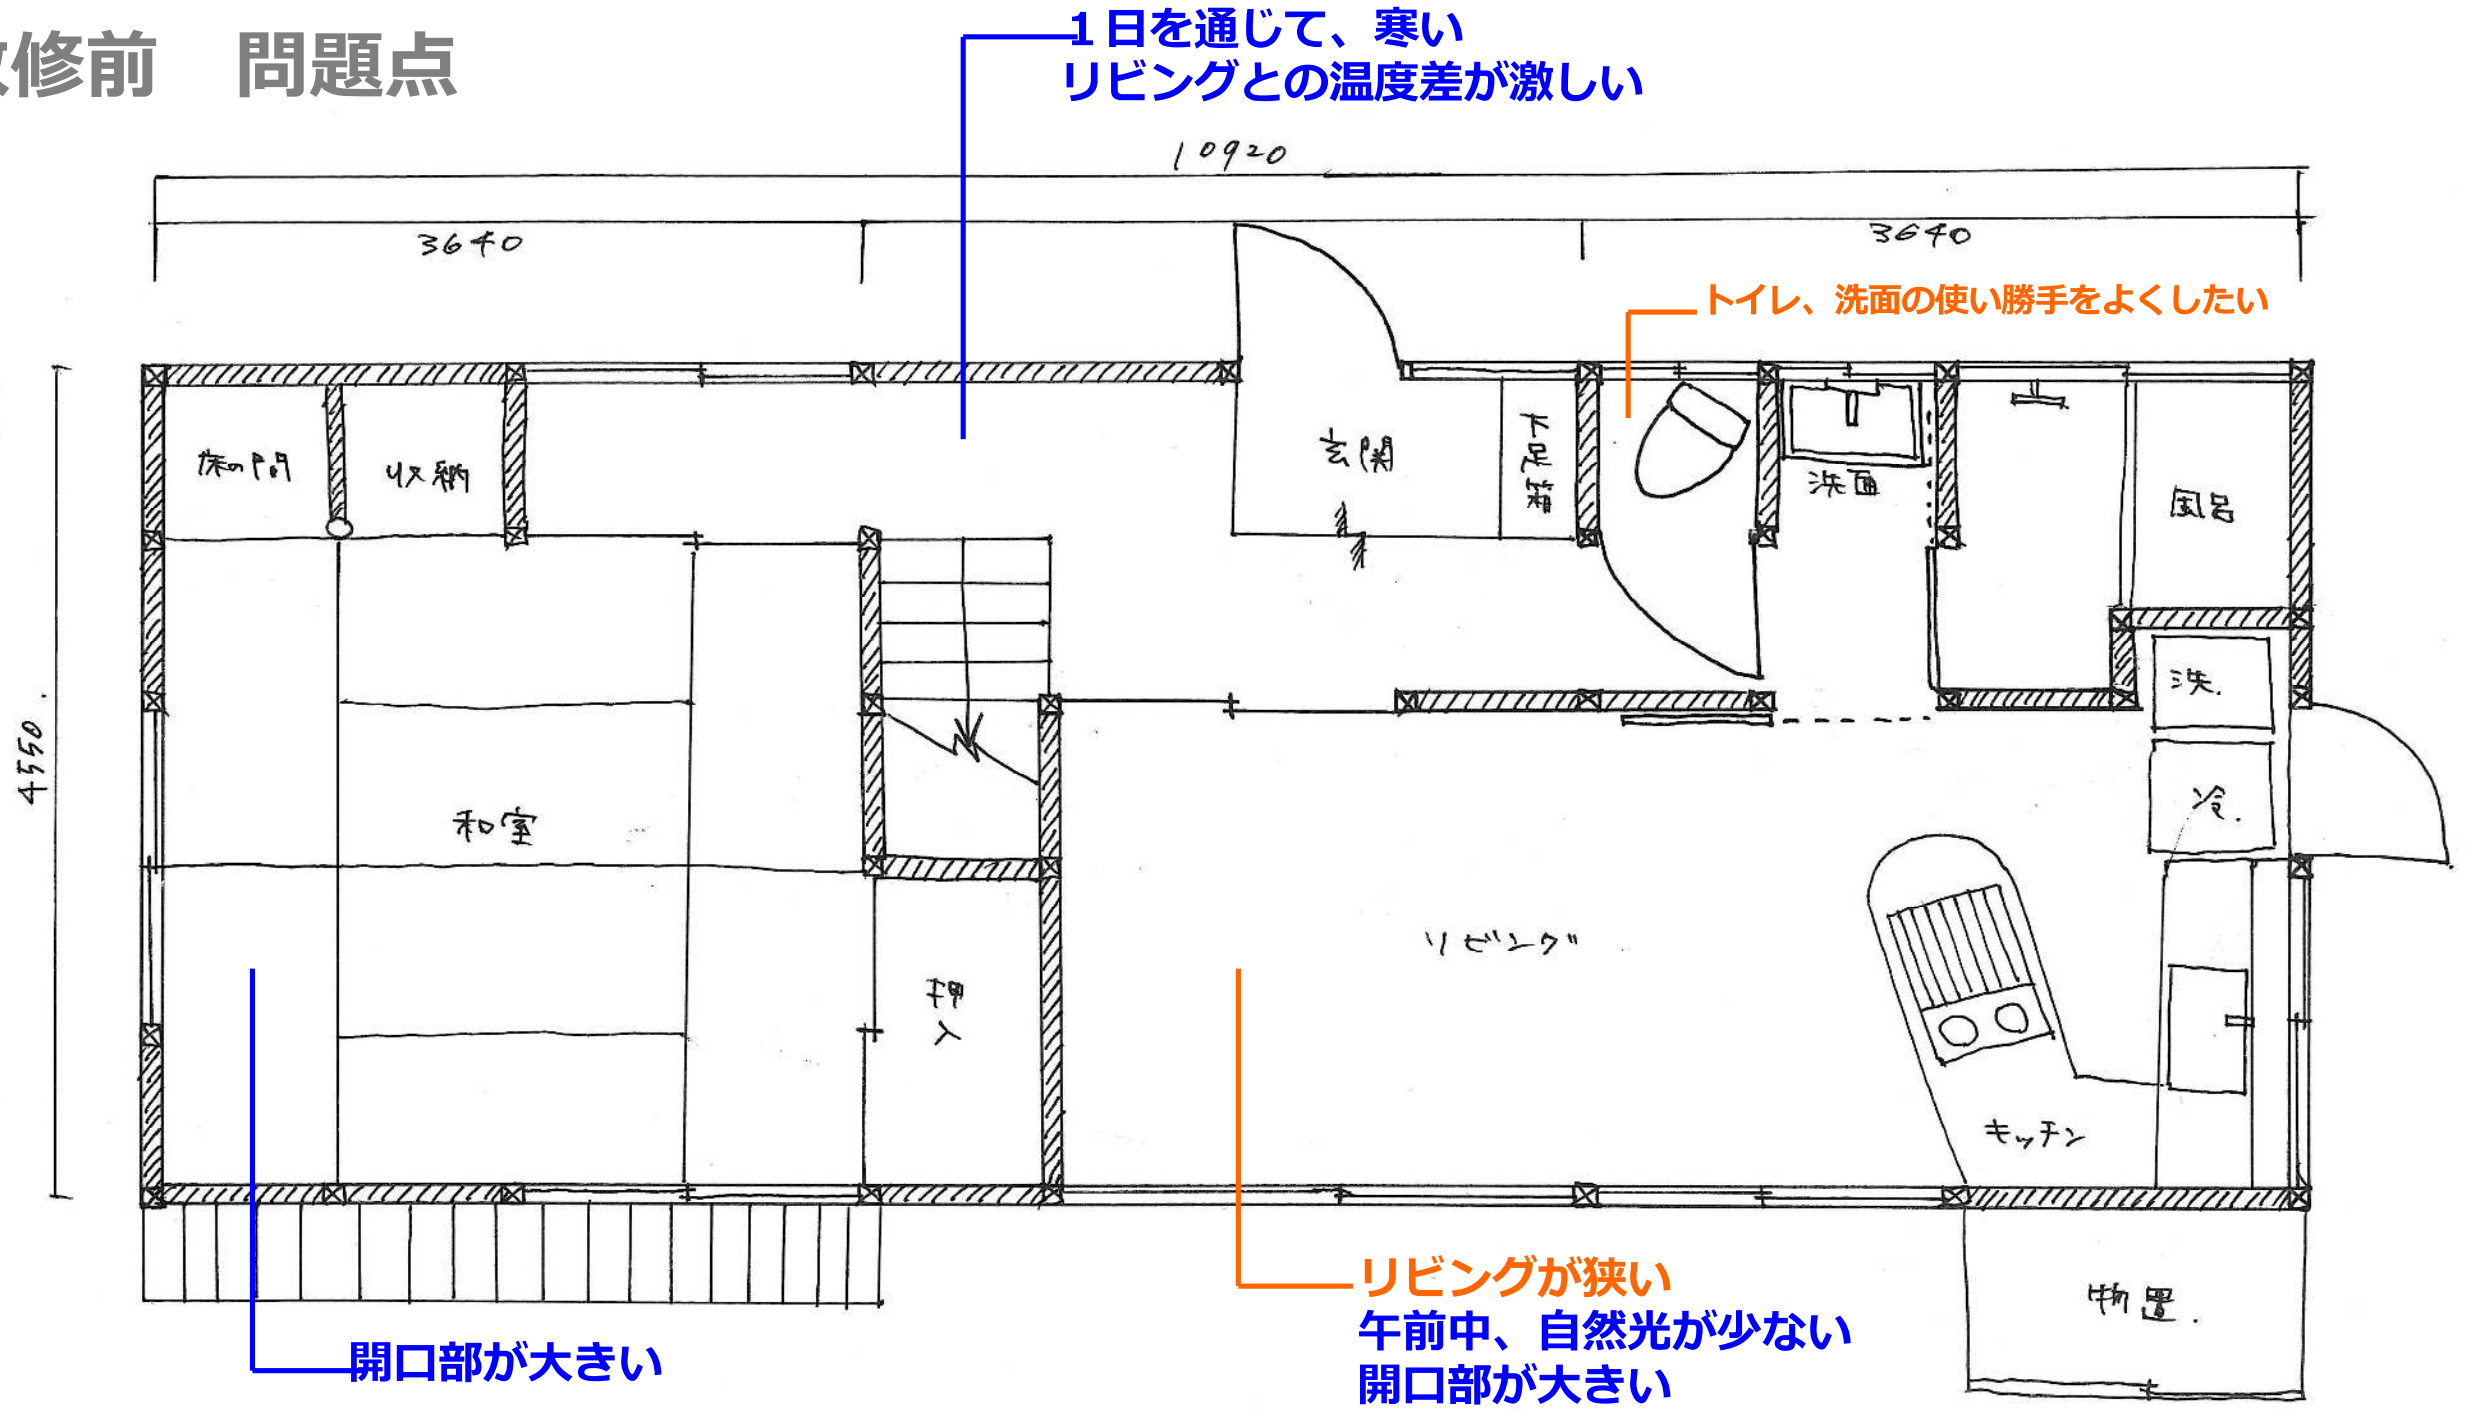 修前　問題点
１日を通じて、寒い
リビングとの温度差が激しい
10920
3640
3640
トイレ、洗面の使い勝手をよくしたい
床の間
収納
玄関
下足箱
洗面
風呂
洗.
冷.
4550
和室
リビング
押入
キッチン
物置.
リビングが狭い
午前中、自然光が少ない
開口部が大きい
開口部が大きい